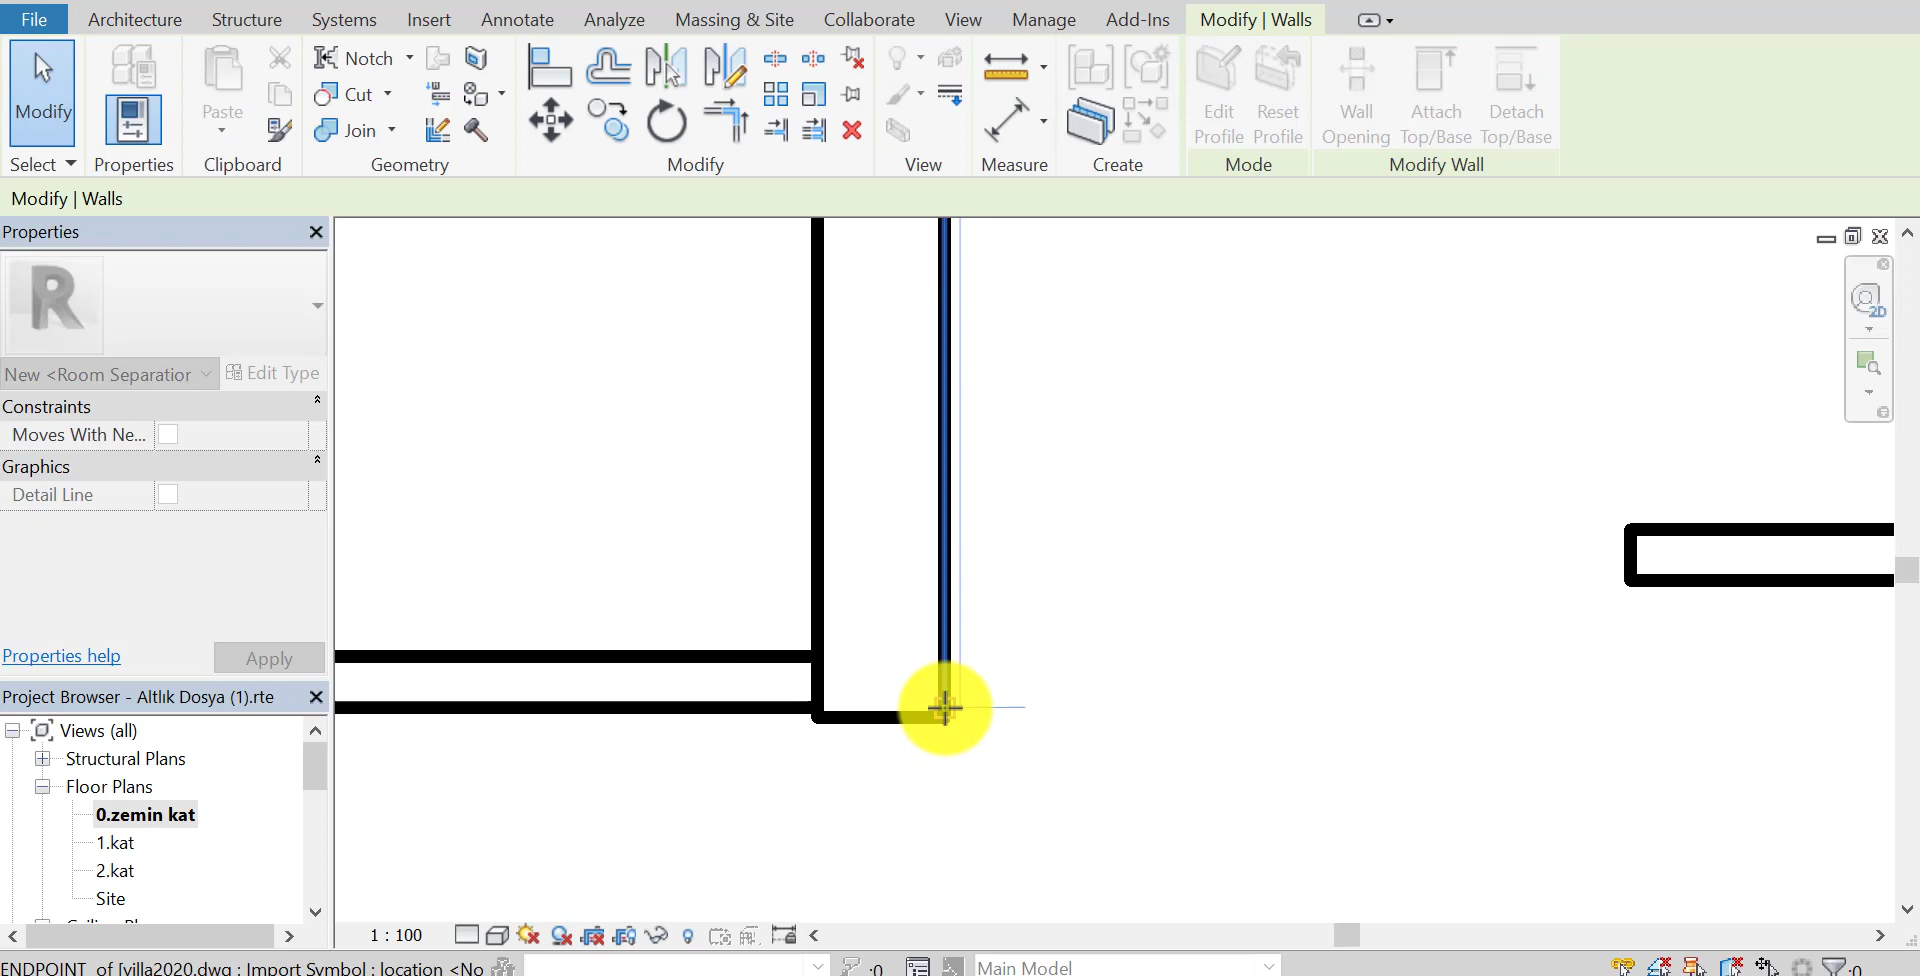 File Architecture Structure Systems Insert Annotate Analyze Massing & Site Collaborate View Manage Add-Ins Modify | Walls
Modify
Select
Properties
Paste
Clipboard
Notch
Cut
Join
Geometry
Modify
View
Measure
Create
Edit Profile
Reset Profile
Mode
Wall Opening
Attach Top/Base
Detach Top/Base
Modify Wall
Modify | Walls
Properties
R
New <Room Separatior Edit Type
Constraints
Moves With Ne...
Graphics
Detail Line
Properties help Apply
Project Browser - Altlık Dosya (1).rte
Views (all)
Structural Plans
Floor Plans
0.zemin kat
1.kat
2.kat
Site
2D
1 : 100
ENDPOINT of [villa2020.dwg : Import Symbol : location <No :0 Main Model :0